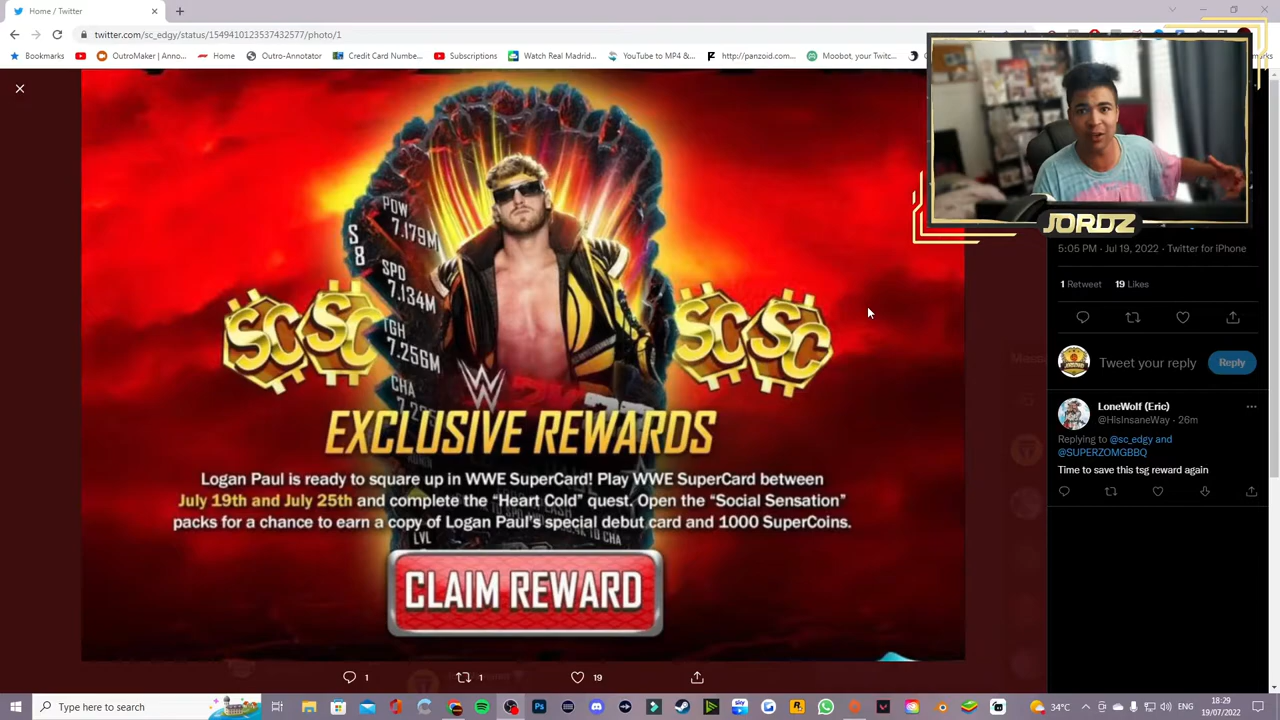 Home / Twitter
twitter.com/sc_edgy/status/1549410123537432577/photo/1
Bookmarks
OutroMaker | Anno...
Home
Outro-Annotator
Credit Card Numbe...
Subscriptions
Watch Real Madrid...
YouTube to MP4 &...
http://panzoid.com...
Moobot, your Twitc...
JORDZ
S
8
POW
7.179M
SPD
7.134M
TGH
7.256M
CHA
SC SC
SC SC
W
EXCLUSIVE REWARDS
Logan Paul is ready to square up in WWE SuperCard! Play WWE SuperCard between
July 19th and July 25th and complete the "Heart Cold" quest. Open the "Social Sensation"
packs for a chance to earn a copy of Logan Paul's special debut card and 1000 SuperCoins.
LVL
TO CHA
CLAIM REWARD
1
1
19
5:05 PM · Jul 19, 2022 · Twitter for iPhone
1 Retweet 19 Likes
Tweet your reply
Reply
LoneWolf (Eric)
@HisInsaneWay · 26m
Replying to @sc_edgy and
@SUPERZOMGBBQ
Time to save this tsg reward again
Type here to search
34°C
18:29
19/07/2022